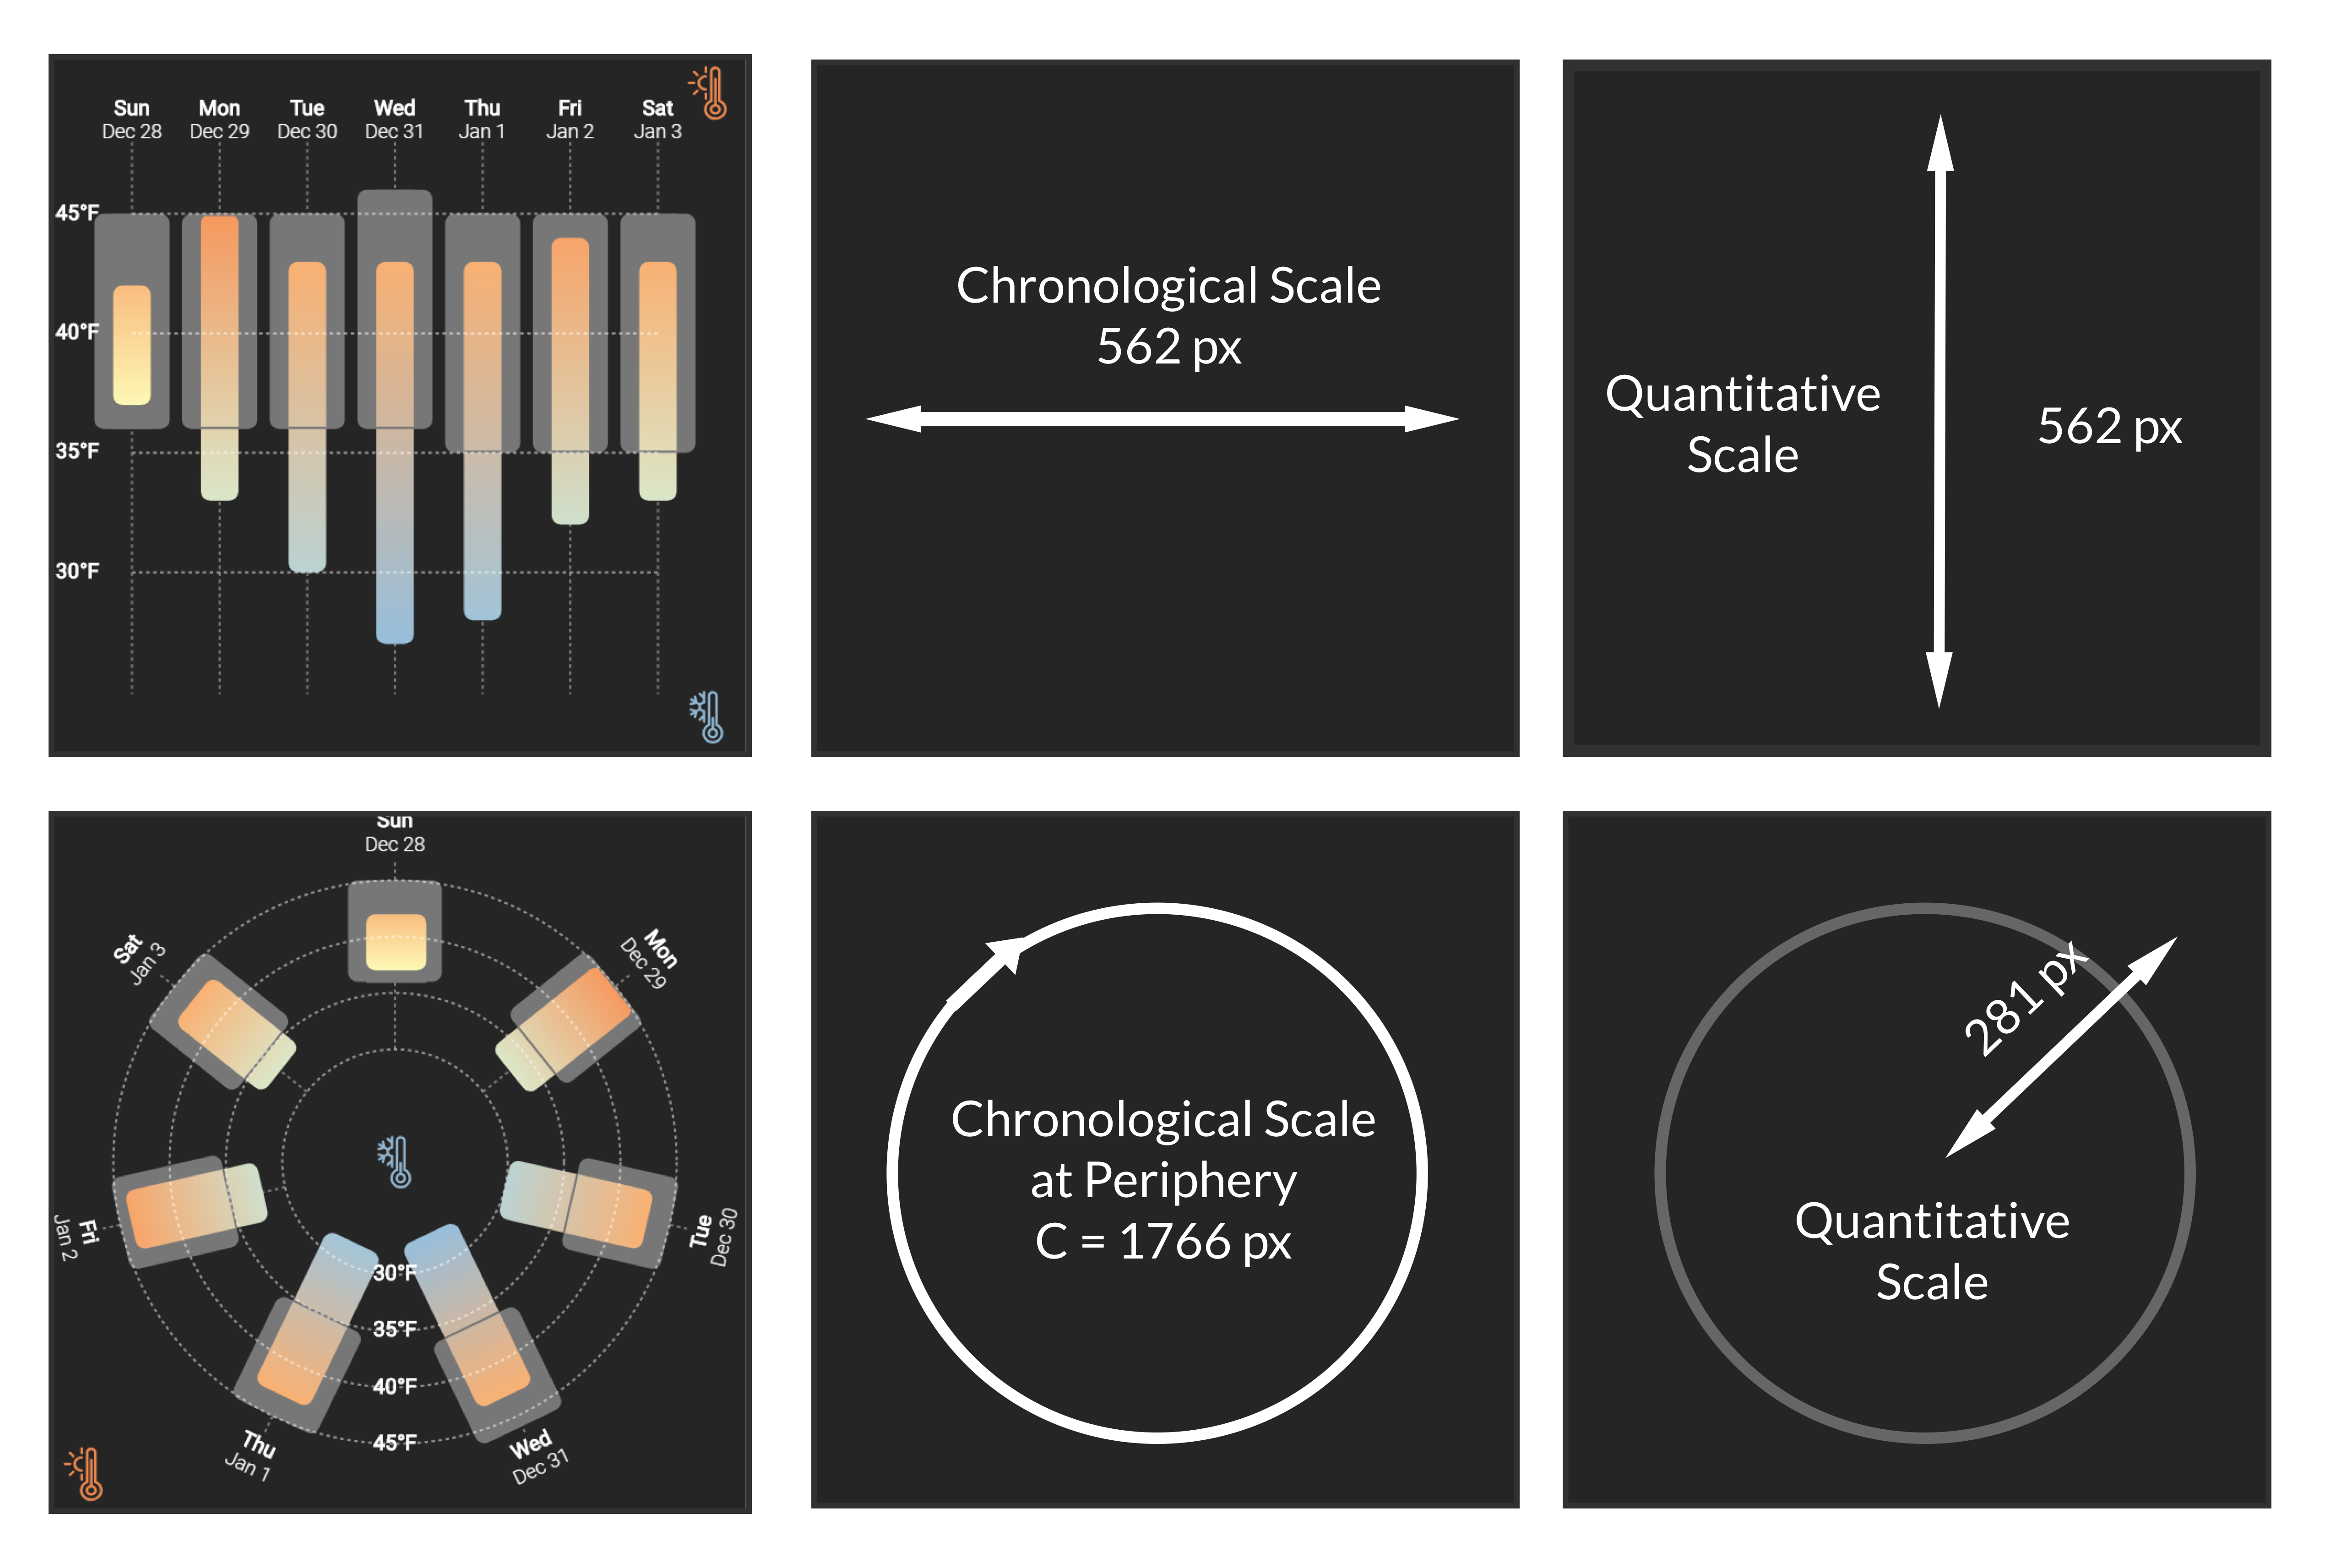 Sun Mon Tue Wed Thu Fri Sat
Dec 28 Dec 29 Dec 30 Dec 31 Jan 1 Jan 2 Jan 3
45°F
40°F
35°F
30°F
Chronological Scale
562 px
Quantitative
Scale
562 px
Sun
Dec 28
Mon
Dec 29
Tue
Dec 30
Wed
Dec 31
Thu
Jan 1
Fri
Jan 2
Sat
Jan 3
30°F
35°F
40°F
45°F
Chronological Scale
at Periphery
C = 1766 px
281 px
Quantitative
Scale